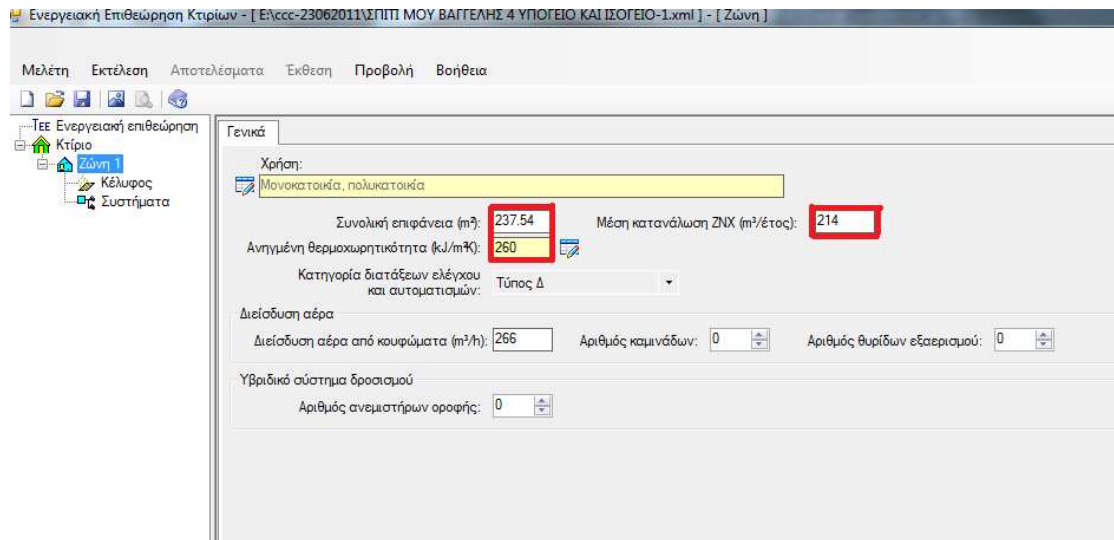 Ενεργειακή Επιθεώρηση Κτιρίων - [ E:\ccc-23062011\ΣΠΙΤΙ ΜΟΥ ΒΑΓΓΕΛΗΣ 4 ΥΠΟΓΕΙΟ ΚΑΙ ΙΣΟΓΕΙΟ-1.xml ] - [ Ζώνη ]
Μελέτη Εκτέλεση Αποτελέσματα Έκθεση Προβολή Βοήθεια
ΤΕΕ Ενεργειακή επιθεώρηση
Κτίριο
Ζώνη 1
Κέλυφος
Συστήματα
Γενικά
Χρήση:
Μονοκατοικία, πολυκατοικία
Συνολική επιφάνεια (m²): 237.54 Μέση κατανάλωση ΖΝΧ (m³/έτος): 214
Ανηγμένη θερμοχωρητικότητα (kJ/m²K): 260
Κατηγορία διατάξεων ελέγχου
και αυτοματισμών: Τύπος Δ
Διείσδυση αέρα
Διείσδυση αέρα από κουφώματα (m³/h): 266 Αριθμός καμινάδων: 0 Αριθμός θυρίδων εξαερισμού: 0
Υβριδικό σύστημα δροσισμού
Αριθμός ανεμιστήρων οροφής: 0